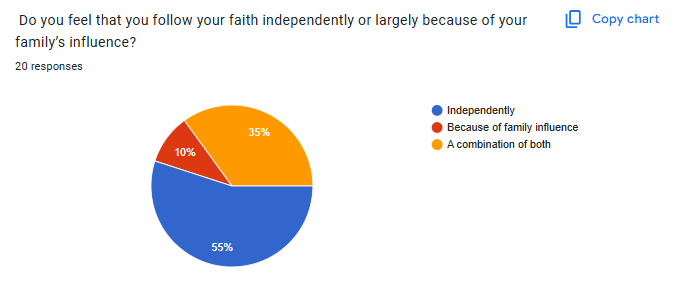 Do you feel that you follow your faith independently or largely because of your
family’s influence?
Copy chart
20 responses
Independently
Because of family influence
A combination of both
35%
10%
55%